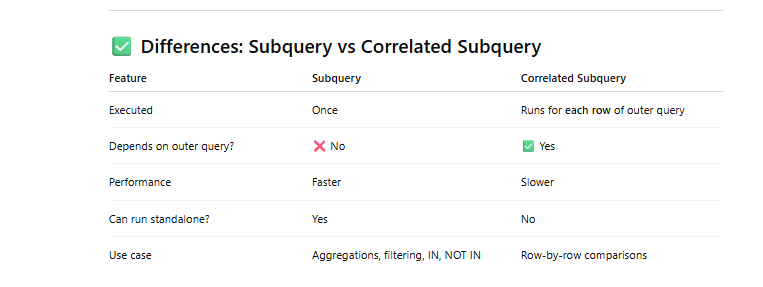 ✅ Differences: Subquery vs Correlated Subquery
Feature Subquery Correlated Subquery
Executed Once Runs for each row of outer query
Depends on outer query? ❌ No ✅ Yes
Performance Faster Slower
Can run standalone? Yes No
Use case Aggregations, filtering, IN, NOT IN Row-by-row comparisons